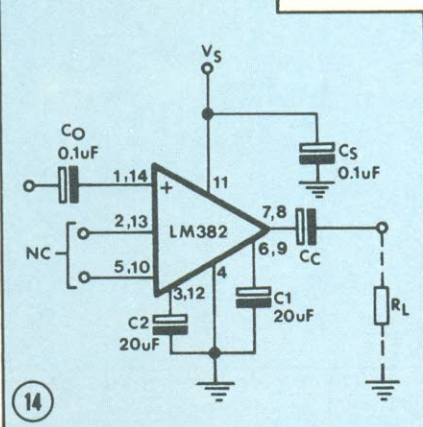 VS
CO
0.1uF
1,14
+
11
CS
0.1uF
2,13
LM382
7,8
NC
6,9
CC
5,10
4
3,12
C1
20uF
C2
20uF
RL
14